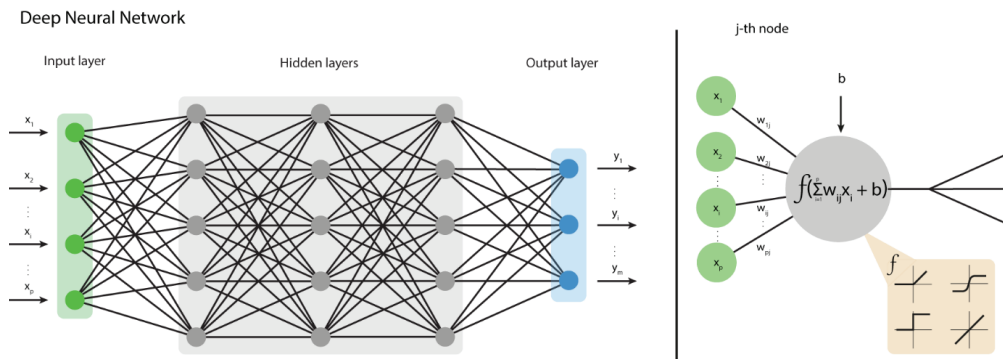 Deep Neural Network
Input layer
Hidden layers
Output layer
x₁
x₂
⋮
xᵢ
⋮
xₚ
y₁
⋮
yᵢ
⋮
yₘ
j-th node
b
x₁
x₂
⋮
xᵢ
⋮
xₚ
w₁ⱼ
w₂ⱼ
⋮
wᵢⱼ
⋮
wₚⱼ
f(Σwᵢⱼxᵢ + b)
f